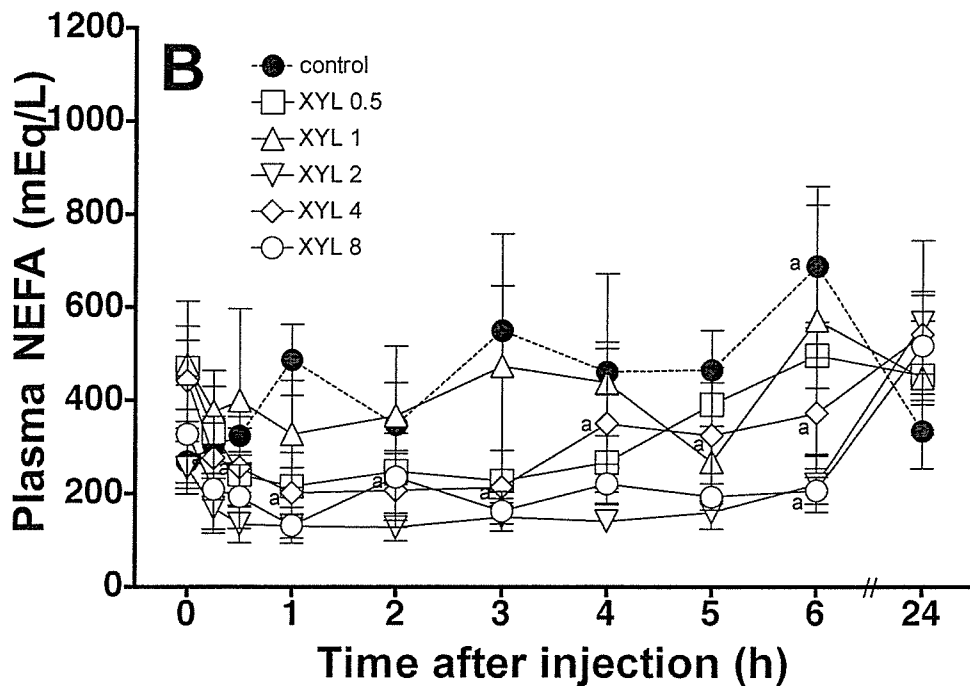 B
control
XYL 0.5
XYL 1
XYL 2
XYL 4
XYL 8
Plasma NEFA (mEq/L)
1200
1000
800
600
400
200
0
a
a
a
a
a
a
a
a
a
0 1 2 3 4 5 6 // 24
Time after injection (h)